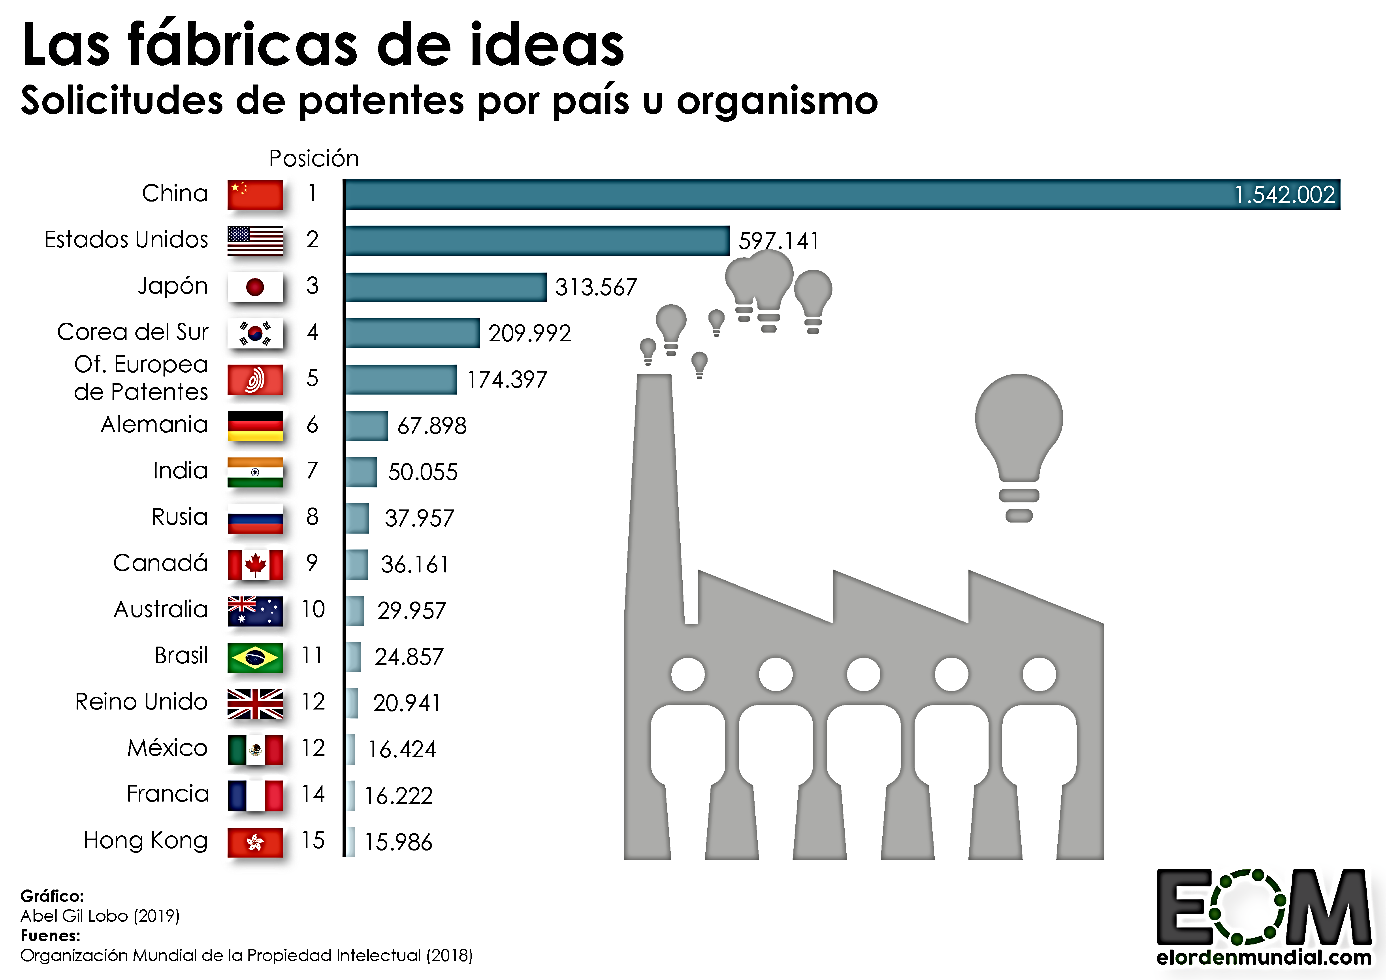 Las fábricas de ideas
Solicitudes de patentes por país u organismo
Posición
China 1 1.542.002
Estados Unidos 2 597.141
Japón 3 313.567
Corea del Sur 4 209.992
Of. Europea
de Patentes 5 174.397
Alemania 6 67.898
India 7 50.055
Rusia 8 37.957
Canadá 9 36.161
Australia 10 29.957
Brasil 11 24.857
Reino Unido 12 20.941
México 12 16.424
Francia 14 16.222
Hong Kong 15 15.986
Gráfico:
Abel Gil Lobo (2019)
Fuenes:
Organización Mundial de la Propiedad Intelectual (2018)
EOM
elordenmundial.com